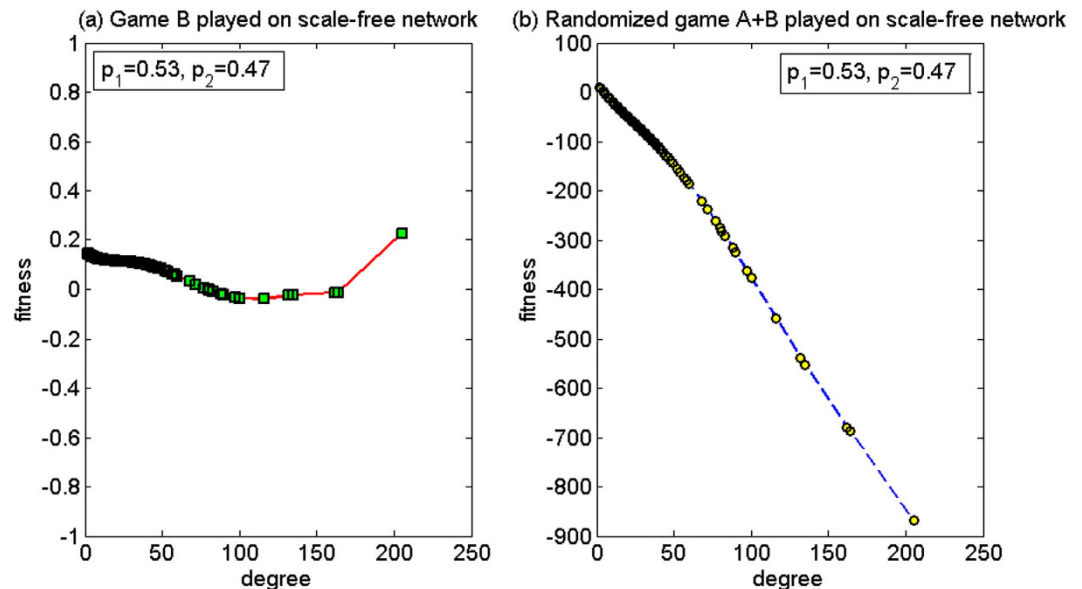 (a) Game B played on scale-free network
p₁=0.53, p₂=0.47
1
0.8
0.6
0.4
0.2
0
-0.2
-0.4
-0.6
-0.8
-1
fitness
0 50 100 150 200 250
degree
(b) Randomized game A+B played on scale-free network
p₁=0.53, p₂=0.47
100
0
-100
-200
-300
-400
-500
-600
-700
-800
-900
fitness
0 50 100 150 200 250
degree